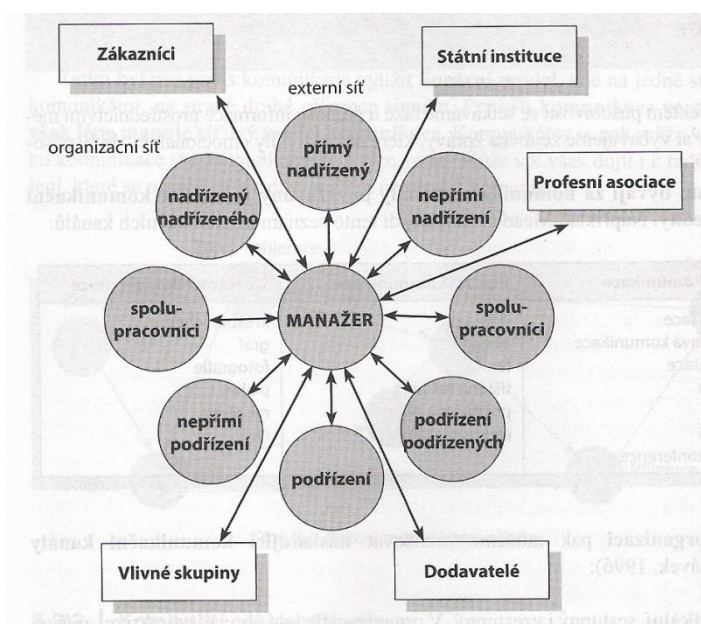 Zákazníci
Státní instituce
externí síť
organizační síť
přímý
nadřízený
Profesní asociace
nadřízený
nadřízeného
nepřímí
nadřízení
spolu-
pracovníci
MANAŽER
spolu-
pracovníci
nepřímí
podřízení
podřízení
podřízených
podřízení
Vlivné skupiny
Dodavatelé